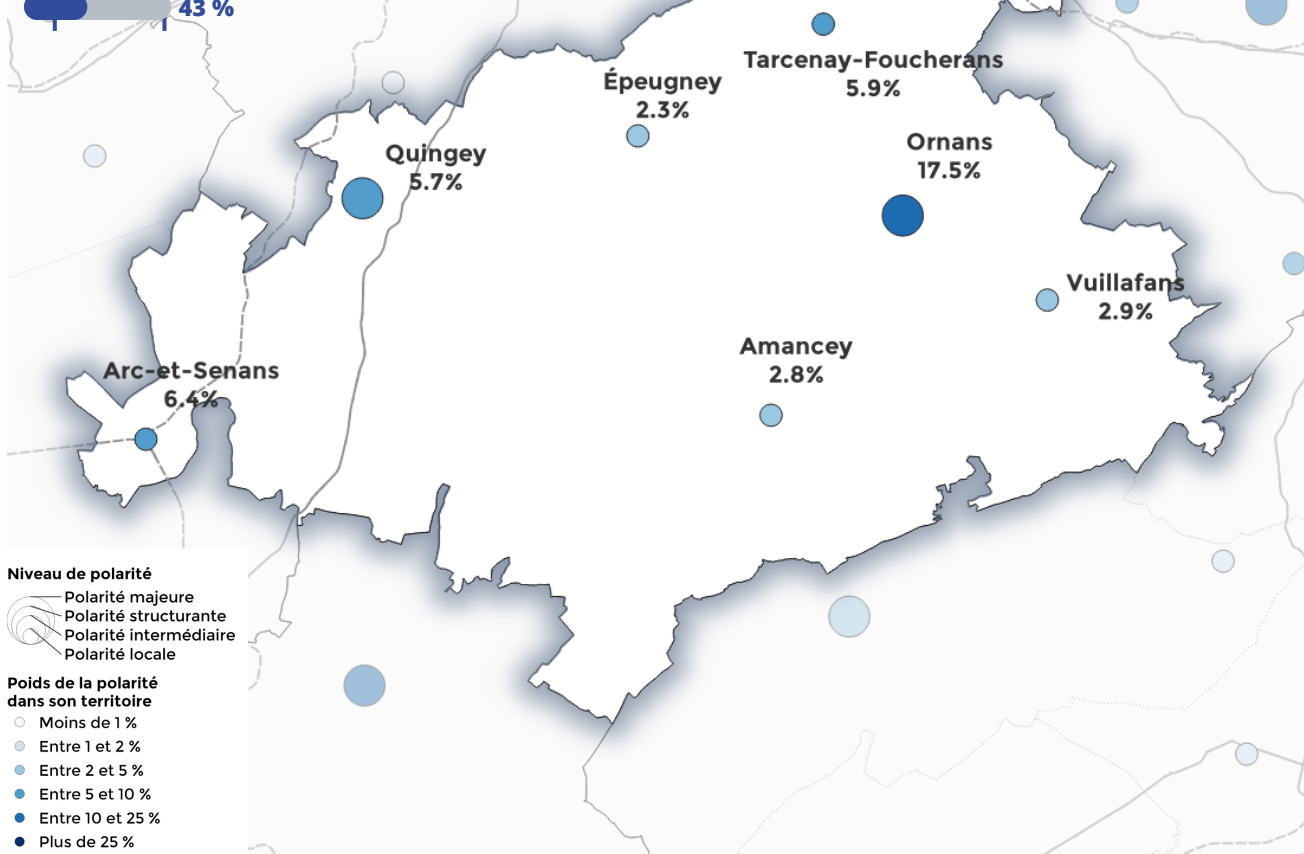 43 %
Tarcenay-Foucherans
5.9%
Épeugney
2.3%
Ornans
17.5%
Quingey
5.7%
Vuillafans
2.9%
Amancey
2.8%
Arc-et-Senans
6.4%
Niveau de polarité
Polarité majeure
Polarité structurante
Polarité intermédiaire
Polarité locale
Poids de la polarité
dans son territoire
Moins de 1 %
Entre 1 et 2 %
Entre 2 et 5 %
Entre 5 et 10 %
Entre 10 et 25 %
Plus de 25 %